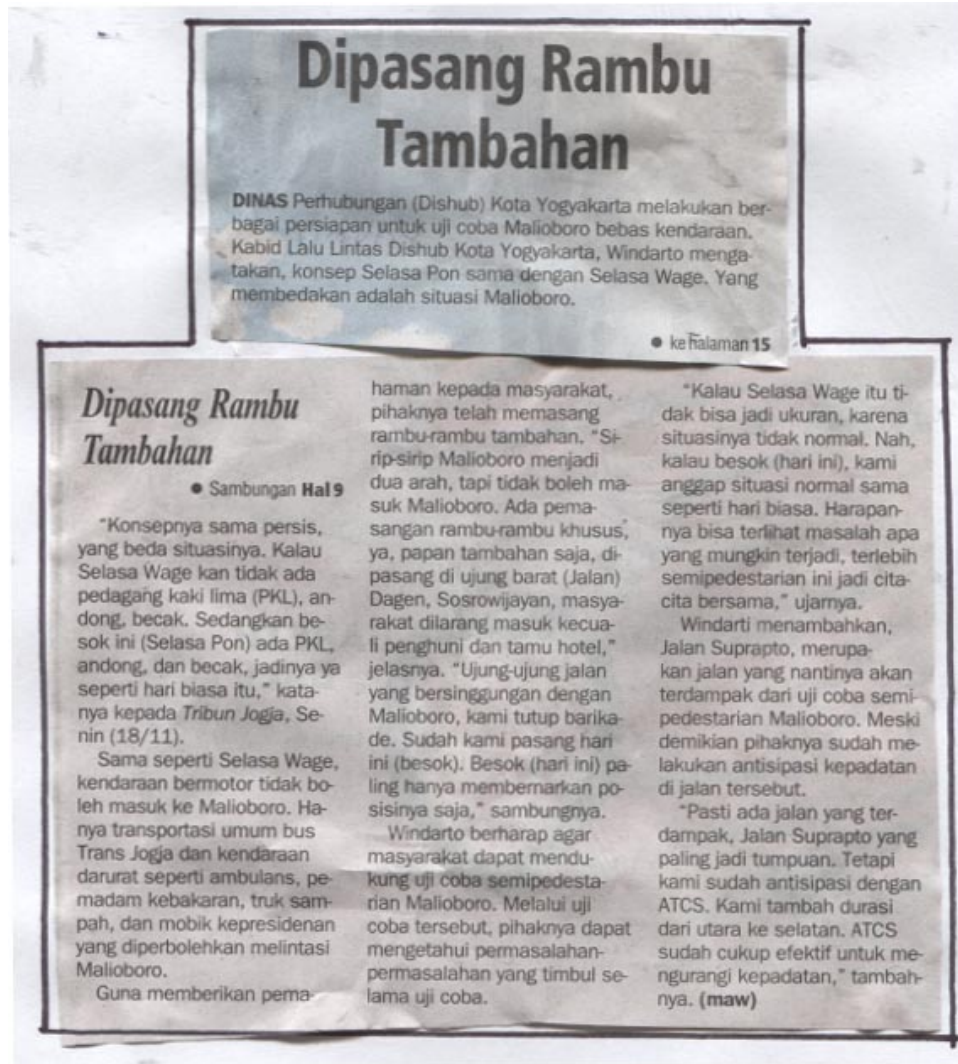 Dipasang Rambu
Tambahan
DINAS Perhubungan (Dishub) Kota Yogyakarta melakukan ber-
bagai persiapan untuk uji coba Malioboro bebas kendaraan.
Kabid Lalu Lintas Dishub Kota Yogyakarta, Windarto menga-
takan, konsep Selasa Pon sama dengan Selasa Wage. Yang
membedakan adalah situasi Malioboro.
● ke halaman 15
Dipasang Rambu
Tambahan
● Sambungan Hal 9
"Konsepnya sama persis,
yang beda situasinya. Kalau
Selasa Wage kan tidak ada
pedagang kaki lima (PKL), an-
dong, becak. Sedangkan be-
sok ini (Selasa Pon) ada PKL,
andong, dan becak, jadinya ya
seperti hari biasa itu," kata-
nya kepada Tribun Jogja, Se-
nin (18/11).
Sama seperti Selasa Wage,
kendaraan bermotor tidak bo-
leh masuk ke Malioboro. Ha-
nya transportasi umum bus
Trans Jogja dan kendaraan
darurat seperti ambulans, pe-
madam kebakaran, truk sam-
pah, dan mobik kepresidenan
yang diperbolehkan melintasi
Malioboro.
Guna memberikan pema-
haman kepada masyarakat,
pihaknya telah memasang
rambu-rambu tambahan. "Si-
rip-sirip Malioboro menjadi
dua arah, tapi tidak boleh ma-
suk Malioboro. Ada pema-
sangan rambu-rambu khusus,
ya, papan tambahan saja, di-
pasang di ujung barat (Jalan)
Dagen, Sosrowijayan, masya-
rakat dilarang masuk kecua-
li penghuni dan tamu hotel,"
jelasnya. "Ujung-ujung jalan
yang bersinggungan dengan
Malioboro, kami tutup barika-
de. Sudah kami pasang hari
ini (besok). Besok (hari ini) pa-
ling hanya membernarkan po-
sisinya saja," sambungnya.
Windarto berharap agar
masyarakat dapat mendu-
kung uji coba semipedesta-
rian Malioboro. Melalui uji
coba tersebut, pihaknya dapat
mengetahui permasalahan-
permasalahan yang timbul se-
lama uji coba.
"Kalau Selasa Wage itu ti-
dak bisa jadi ukuran, karena
situasinya tidak normal. Nah,
kalau besok (hari ini), kami
anggap situasi normal sama
seperti hari biasa. Harapan-
nya bisa terlihat masalah apa
yang mungkin terjadi, terlebih
semipedestarian ini jadi cita-
cita bersama," ujarnya.
Windarti menambahkan,
Jalan Suprapto, merupa-
kan jalan yang nantinya akan
terdampak dari uji coba semi-
pedestarian Malioboro. Meski
demikian pihaknya sudah me-
lakukan antisipasi kepadatan
di jalan tersebut.
"Pasti ada jalan yang ter-
dampak, Jalan Suprapto yang
paling jadi tumpuan. Tetapi
kami sudah antisipasi dengan
ATCS. Kami tambah durasi
dari utara ke selatan. ATCS
sudah cukup efektif untuk me-
ngurangi kepadatan," tambah-
nya. (maw)